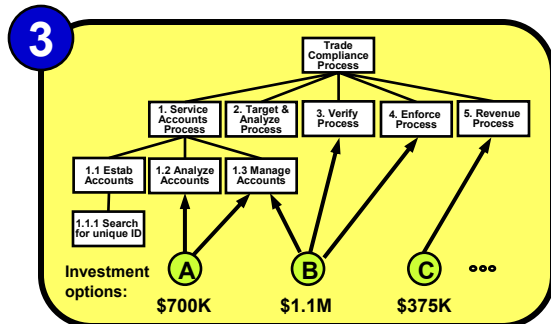 3
Trade
Compliance
Process
1. Service
Accounts
Process
2. Target &
Analyze
Process
3. Verify
Process
4. Enforce
Process
5. Revenue
Process
1.1 Estab
Accounts
1.2 Analyze
Accounts
1.3 Manage
Accounts
1.1.1 Search
for unique ID
Investment
options:
A
B
C
$700K
$1.1M
$375K